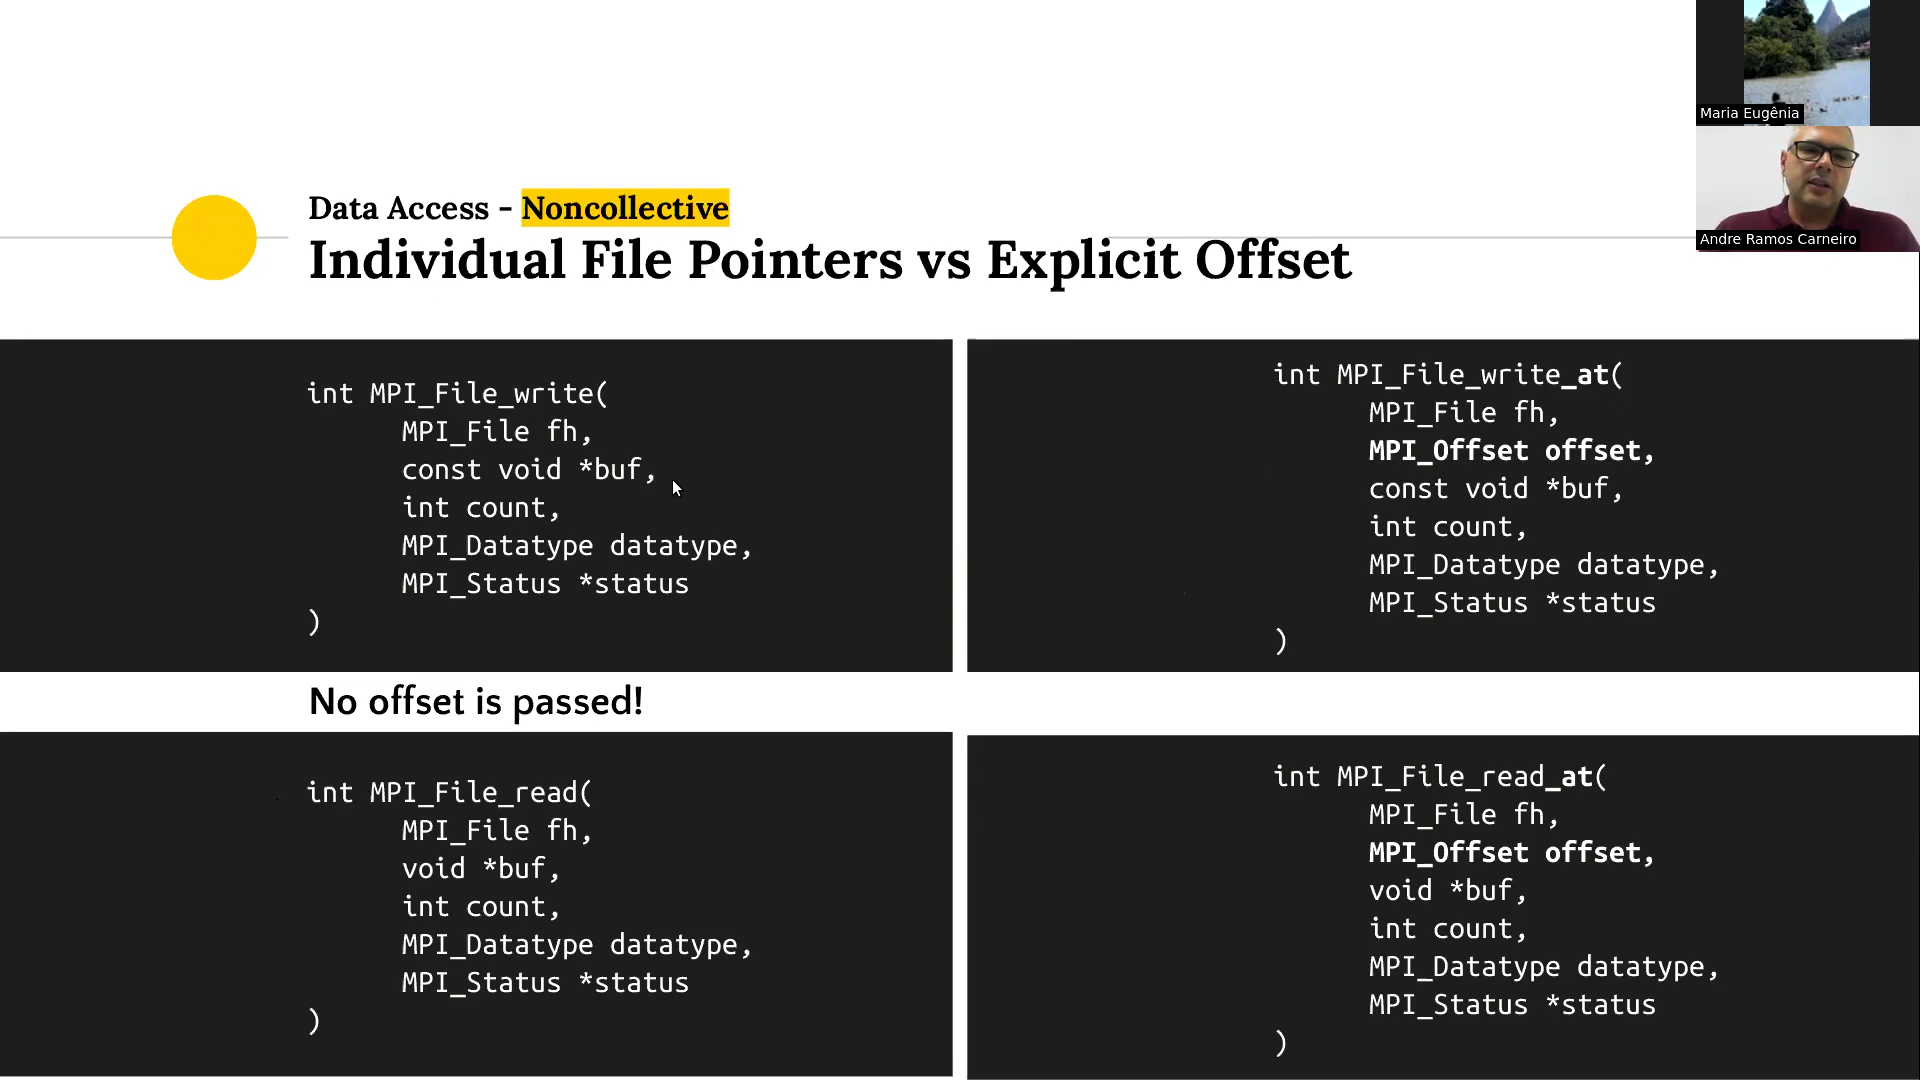 Maria Eugênia
Andre Ramos Carneiro
Data Access - Noncollective
Individual File Pointers vs Explicit Offset
int MPI_File_write(
MPI_File fh,
const void *buf,
int count,
MPI_Datatype datatype,
MPI_Status *status
)
int MPI_File_write_at(
MPI_File fh,
MPI_Offset offset,
const void *buf,
int count,
MPI_Datatype datatype,
MPI_Status *status
)
No offset is passed!
int MPI_File_read(
MPI_File fh,
void *buf,
int count,
MPI_Datatype datatype,
MPI_Status *status
)
int MPI_File_read_at(
MPI_File fh,
MPI_Offset offset,
void *buf,
int count,
MPI_Datatype datatype,
MPI_Status *status
)